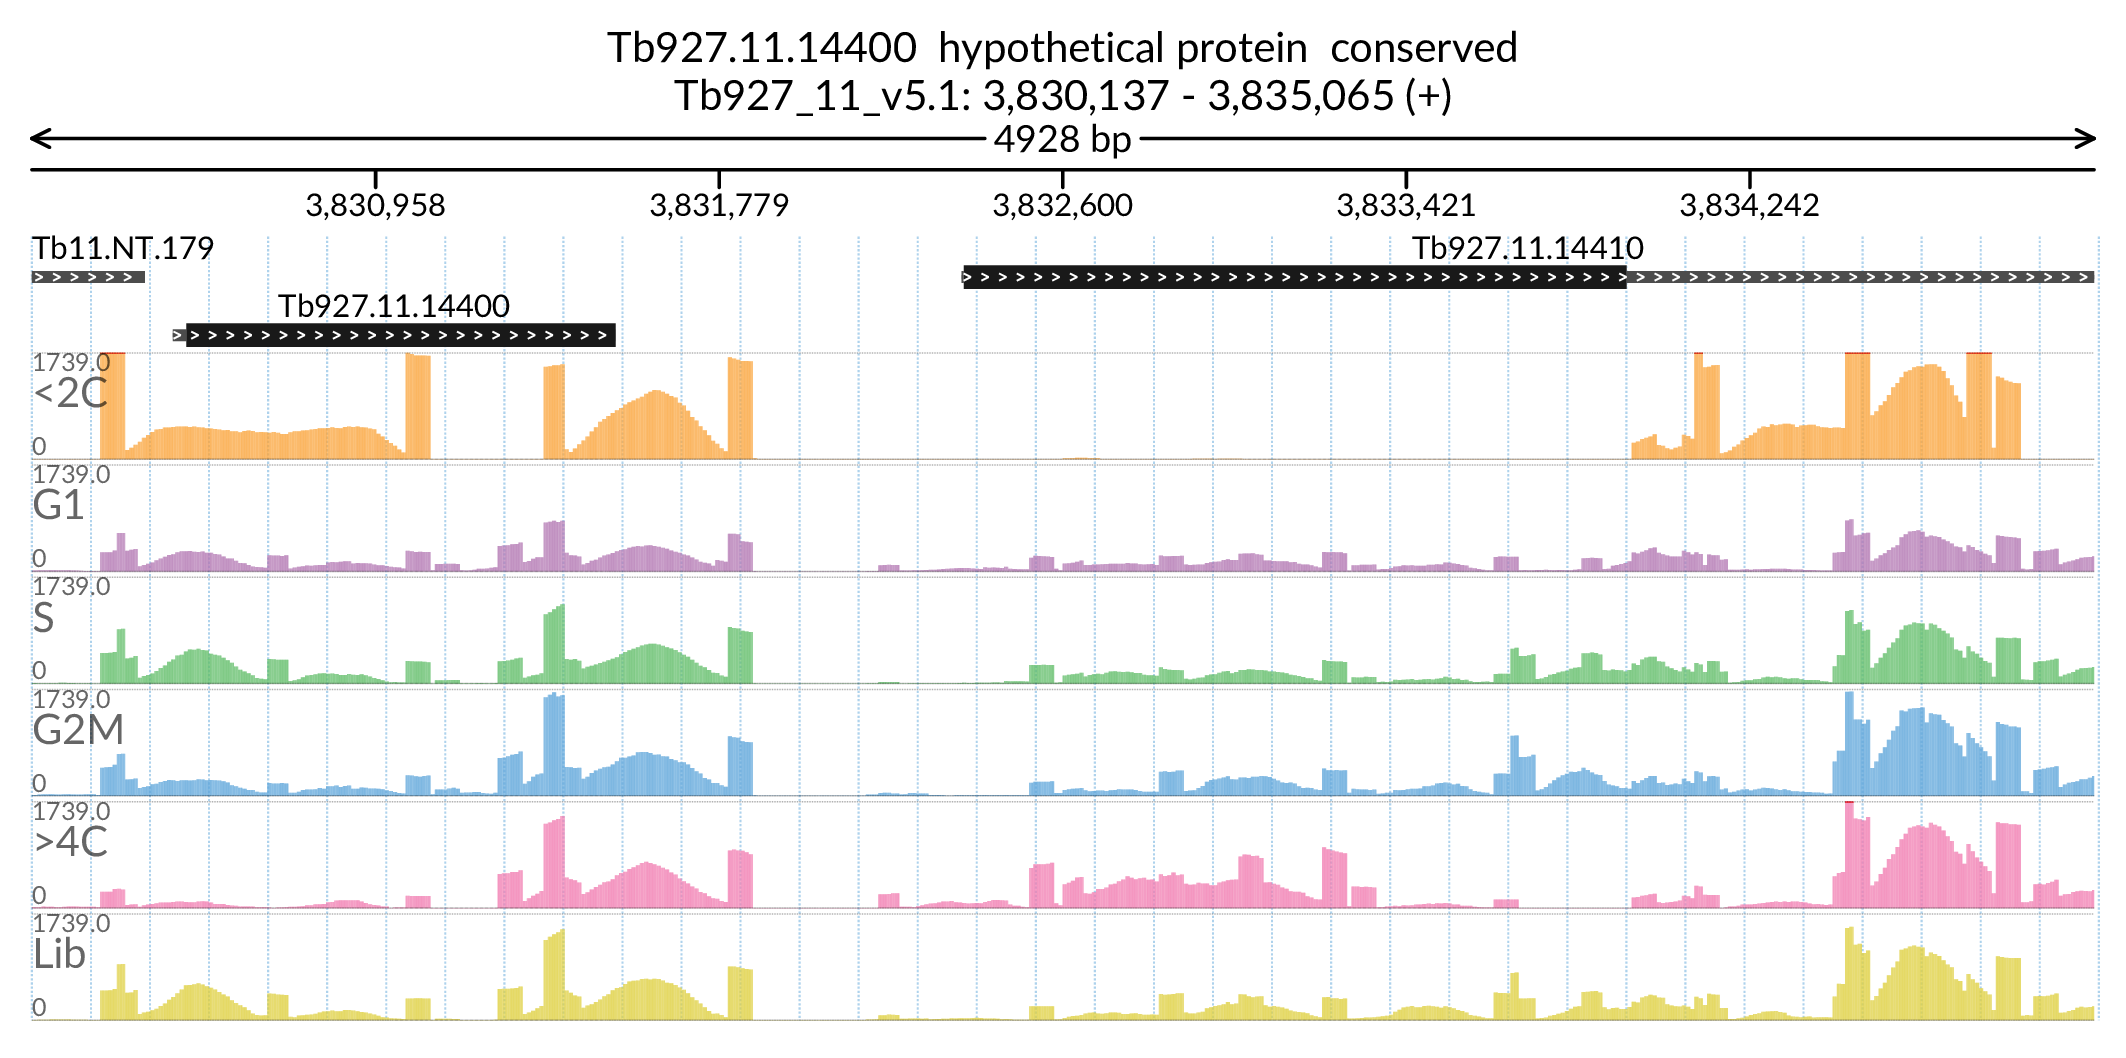 Tb927.11.14400 hypothetical protein conserved
Tb927_11_v5.1: 3,830,137 - 3,835,065 (+)
4928 bp
3,830,958 3,831,779 3,832,600 3,833,421 3,834,242
Tb11.NT.179 Tb927.11.14410
Tb927.11.14400
1739.0
<2C
0
1739.0
G1
0
1739.0
S
0
1739.0
G2M
0
1739.0
>4C
0
1739.0
Lib
0